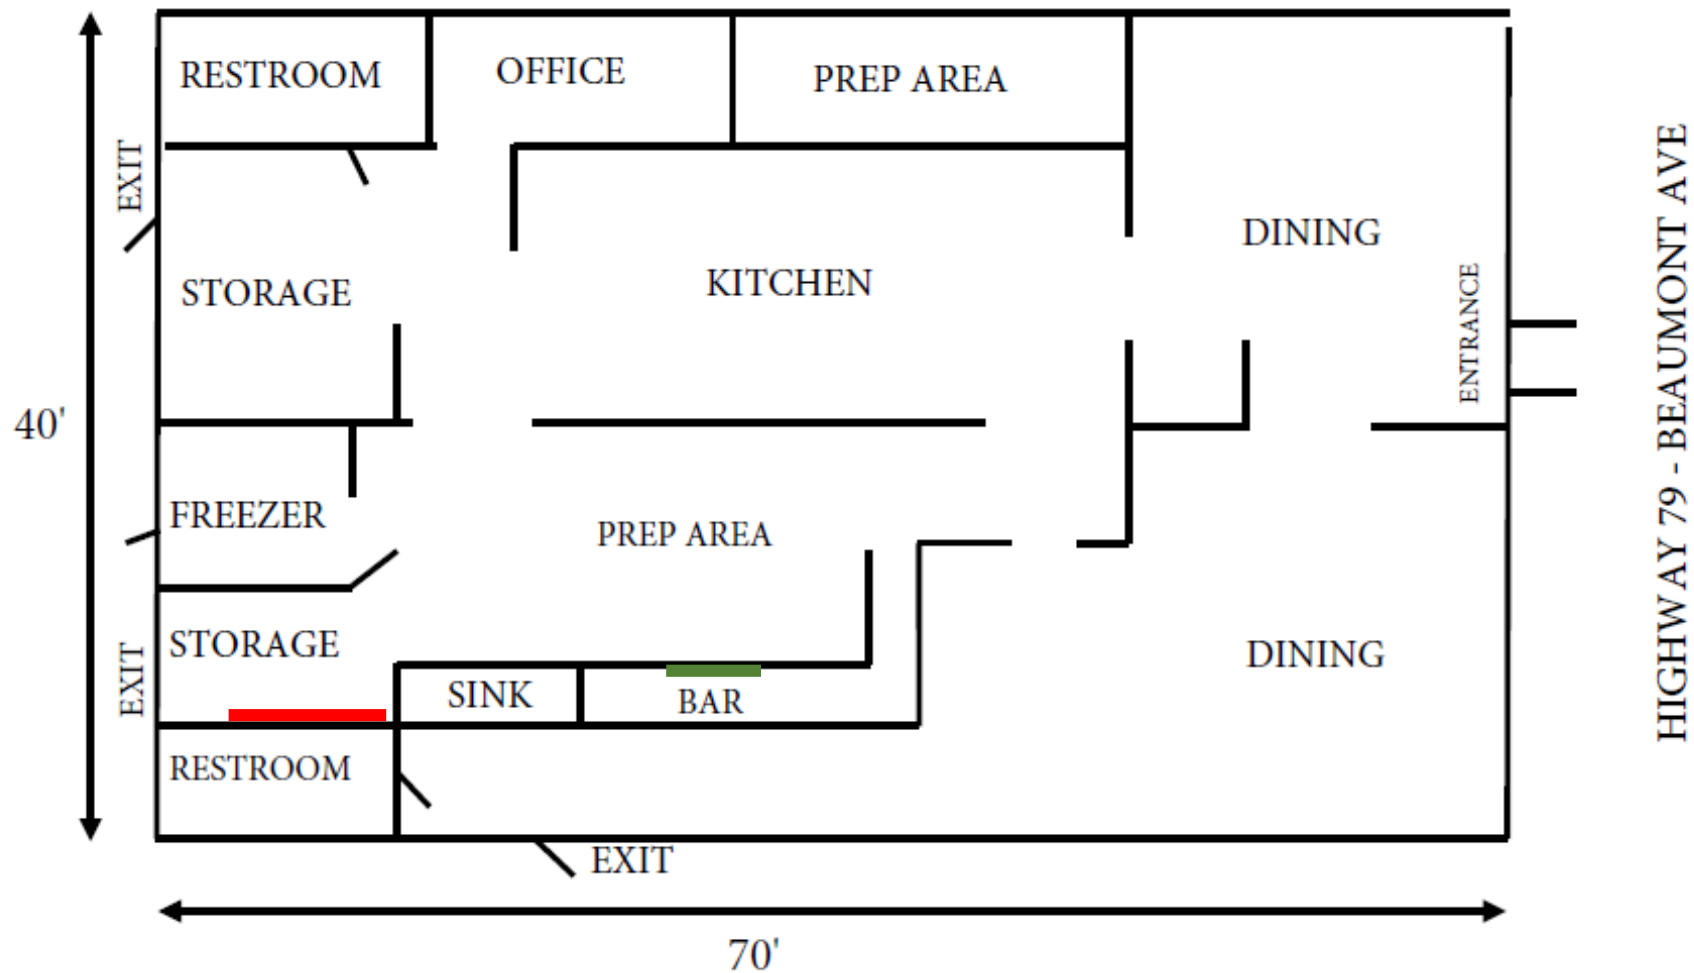 RESTROOM
OFFICE
PREP AREA
EXIT
DINING
STORAGE
KITCHEN
ENTRANCE
HIGHWAY 79 - BEAUMONT AVE
40'
FREEZER
PREP AREA
STORAGE
EXIT
DINING
SINK
BAR
RESTROOM
EXIT
70'